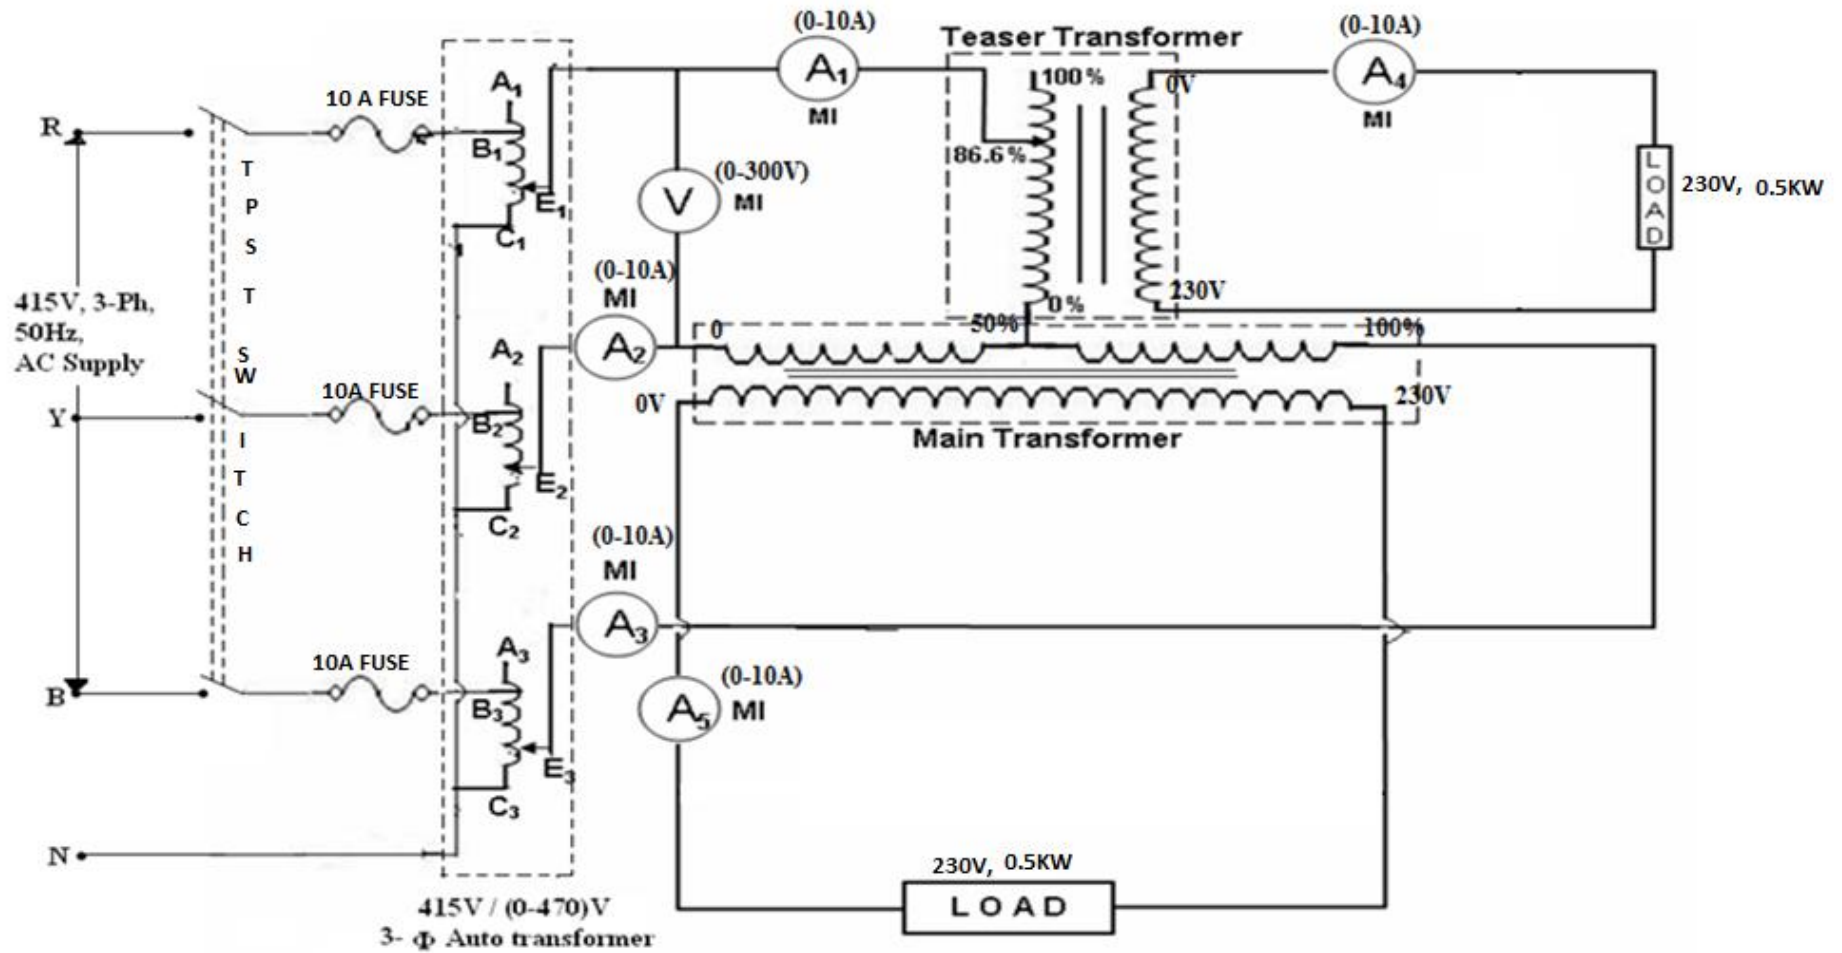 (0-10A)
A1
MI
Teaser Transformer
100 %
86.6 %
0 %
0V
230V
(0-10A)
A4
MI
LOAD
230V, 0.5KW
10 A FUSE
R
A1
B1
C1
E1
(0-300V)
V
MI
TPST SWITCH
415V, 3-Ph,
50Hz,
AC Supply
(0-10A)
MI
A2
0
50%
100%
0V
230V
Main Transformer
Y
10A FUSE
A2
B2
C2
E2
(0-10A)
MI
A3
B
10A FUSE
A3
B3
C3
E3
(0-10A)
A5
MI
N
230V, 0.5KW
LOAD
415V / (0-470)V
3- Φ Auto transformer